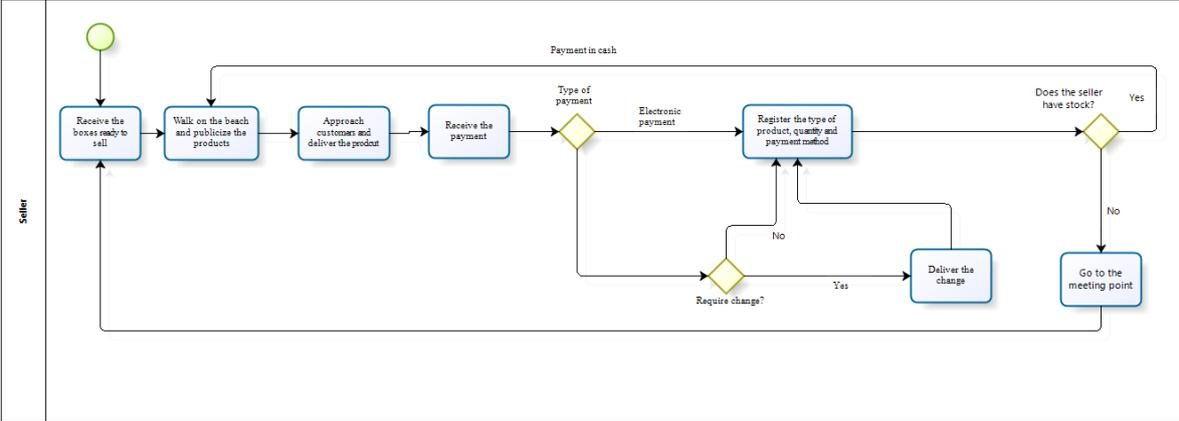 Seller
Payment in cash
Type of
payment
Electronic
payment
Does the seller
have stock?
Yes
Receive the
boxes ready to
sell
Walk on the beach
and publicize the
products
Approach
customers and
deliver the prodcut
Receive the
payment
Register the type of
product, quantity and
payment method
No
No
Require change?
Yes
Deliver the
change
Go to the
meeting point